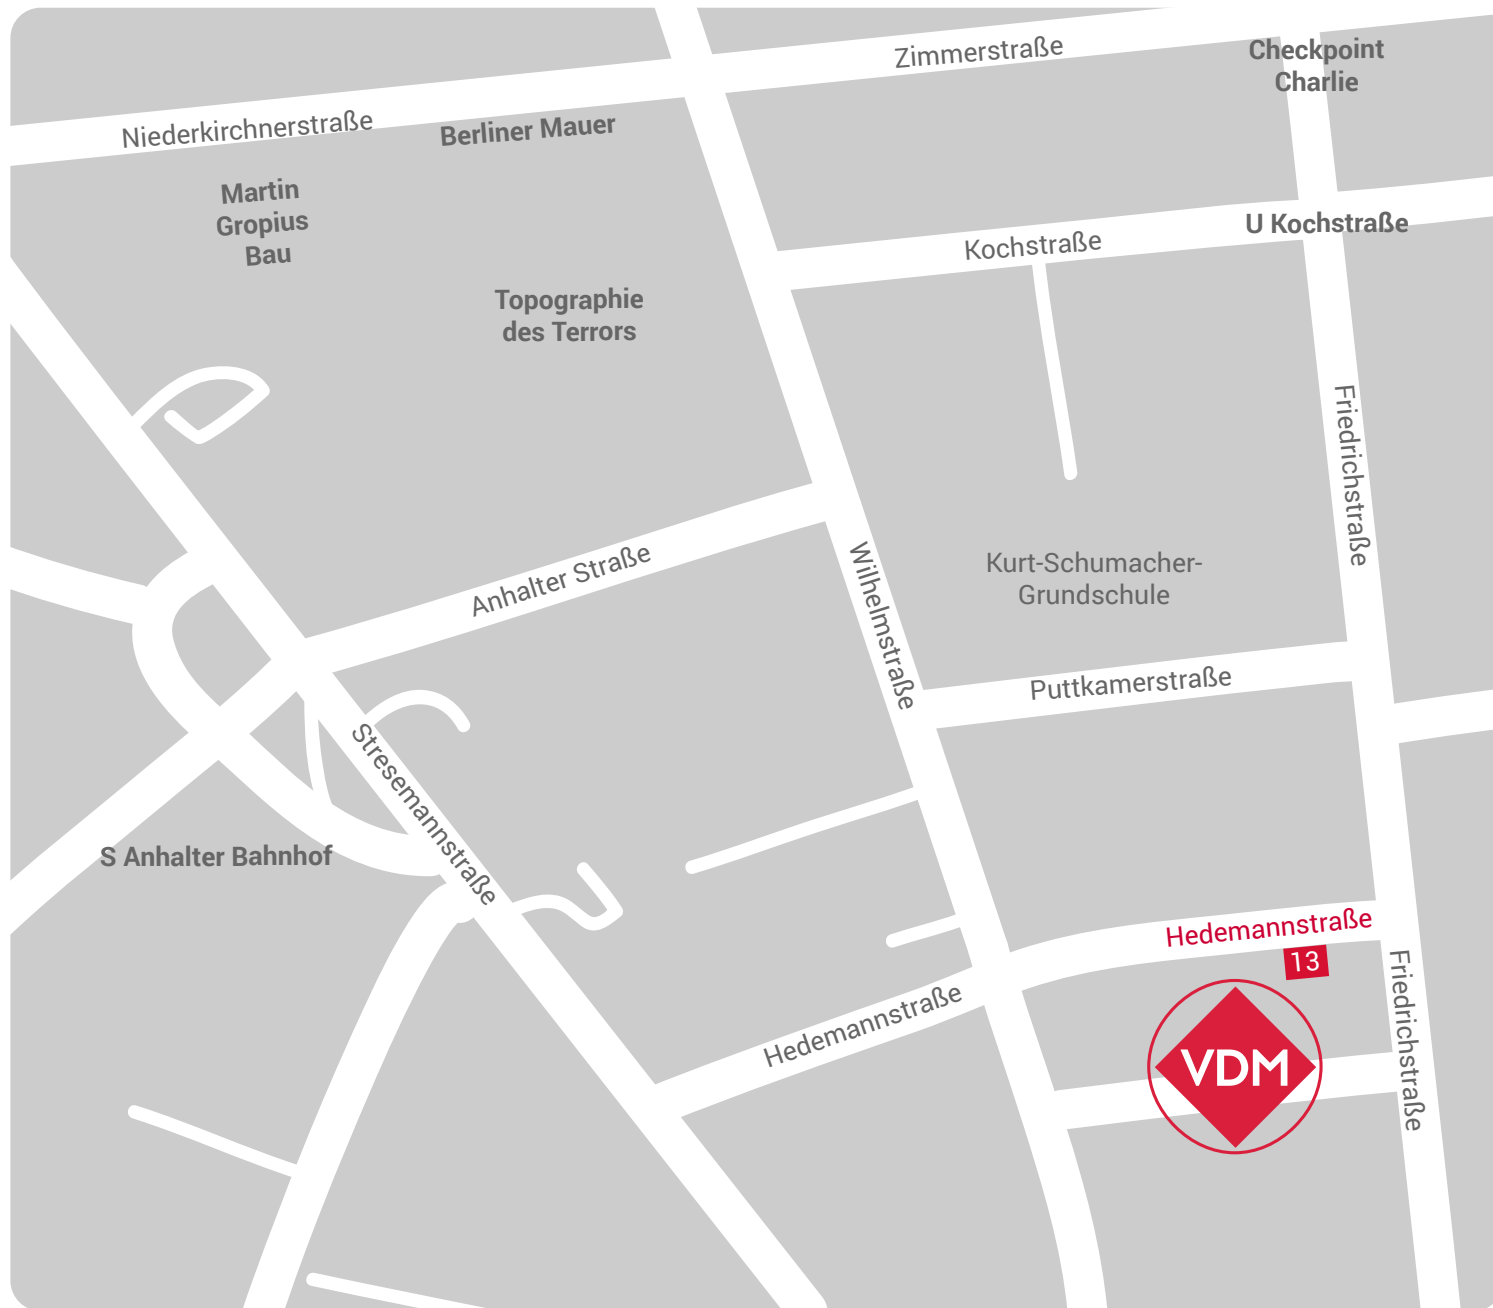 Zimmerstraße
Checkpoint
Charlie
Niederkirchnerstraße
Berliner Mauer
Martin
Gropius
Bau
U Kochstraße
Kochstraße
Topographie
des Terrors
Friedrichstraße
Anhalter Straße
Wilhelmstraße
Kurt-Schumacher-
Grundschule
Puttkamerstraße
Stresemannstraße
S Anhalter Bahnhof
Hedemannstraße
13
Friedrichstraße
Hedemannstraße
VDM